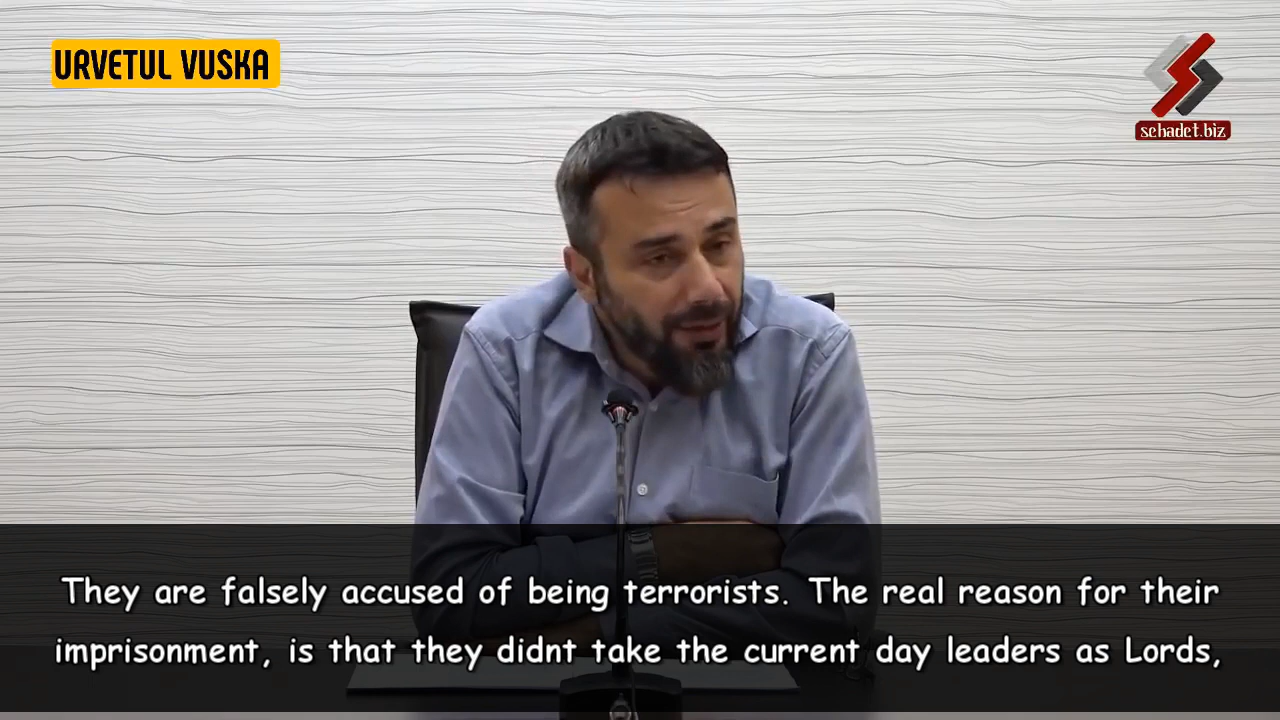 URVETUL VUSKA
sehadet.biz
They are falsely accused of being terrorists. The real reason for their
imprisonment, is that they didnt take the current day leaders as Lords,